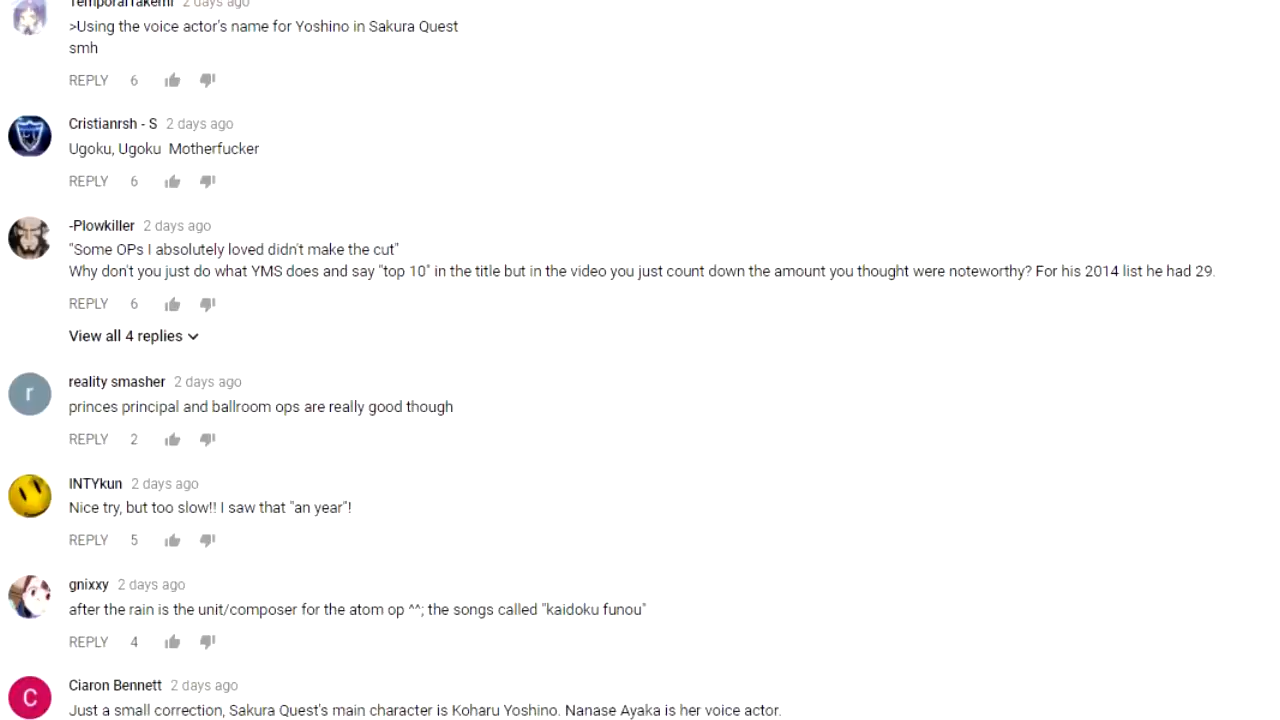 TemporalTakemi 2 days ago
>Using the voice actor's name for Yoshino in Sakura Quest
smh
REPLY 6
Cristianrsh - S 2 days ago
Ugoku, Ugoku  Motherfucker
REPLY 6
-Plowkiller 2 days ago
"Some OPs I absolutely loved didn't make the cut"
Why don't you just do what YMS does and say "top 10" in the title but in the video you just count down the amount you thought were noteworthy? For his 2014 list he had 29.
REPLY 6
View all 4 replies
r
reality smasher 2 days ago
princes principal and ballroom ops are really good though
REPLY 2
INTYkun 2 days ago
Nice try, but too slow!! I saw that "an year"!
REPLY 5
gnixxy 2 days ago
after the rain is the unit/composer for the atom op ^^; the songs called "kaidoku funou"
REPLY 4
C
Ciaron Bennett 2 days ago
Just a small correction, Sakura Quest's main character is Koharu Yoshino. Nanase Ayaka is her voice actor.